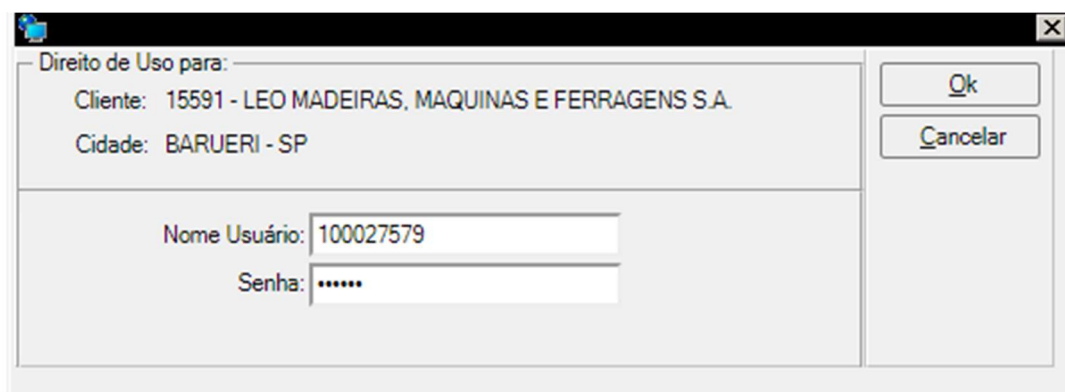 Direito de Uso para:
Cliente: 15591 - LEO MADEIRAS, MAQUINAS E FERRAGENS S.A.
Cidade: BARUERI - SP
Nome Usuário: 100027579
Senha: ••••••
Ok
Cancelar